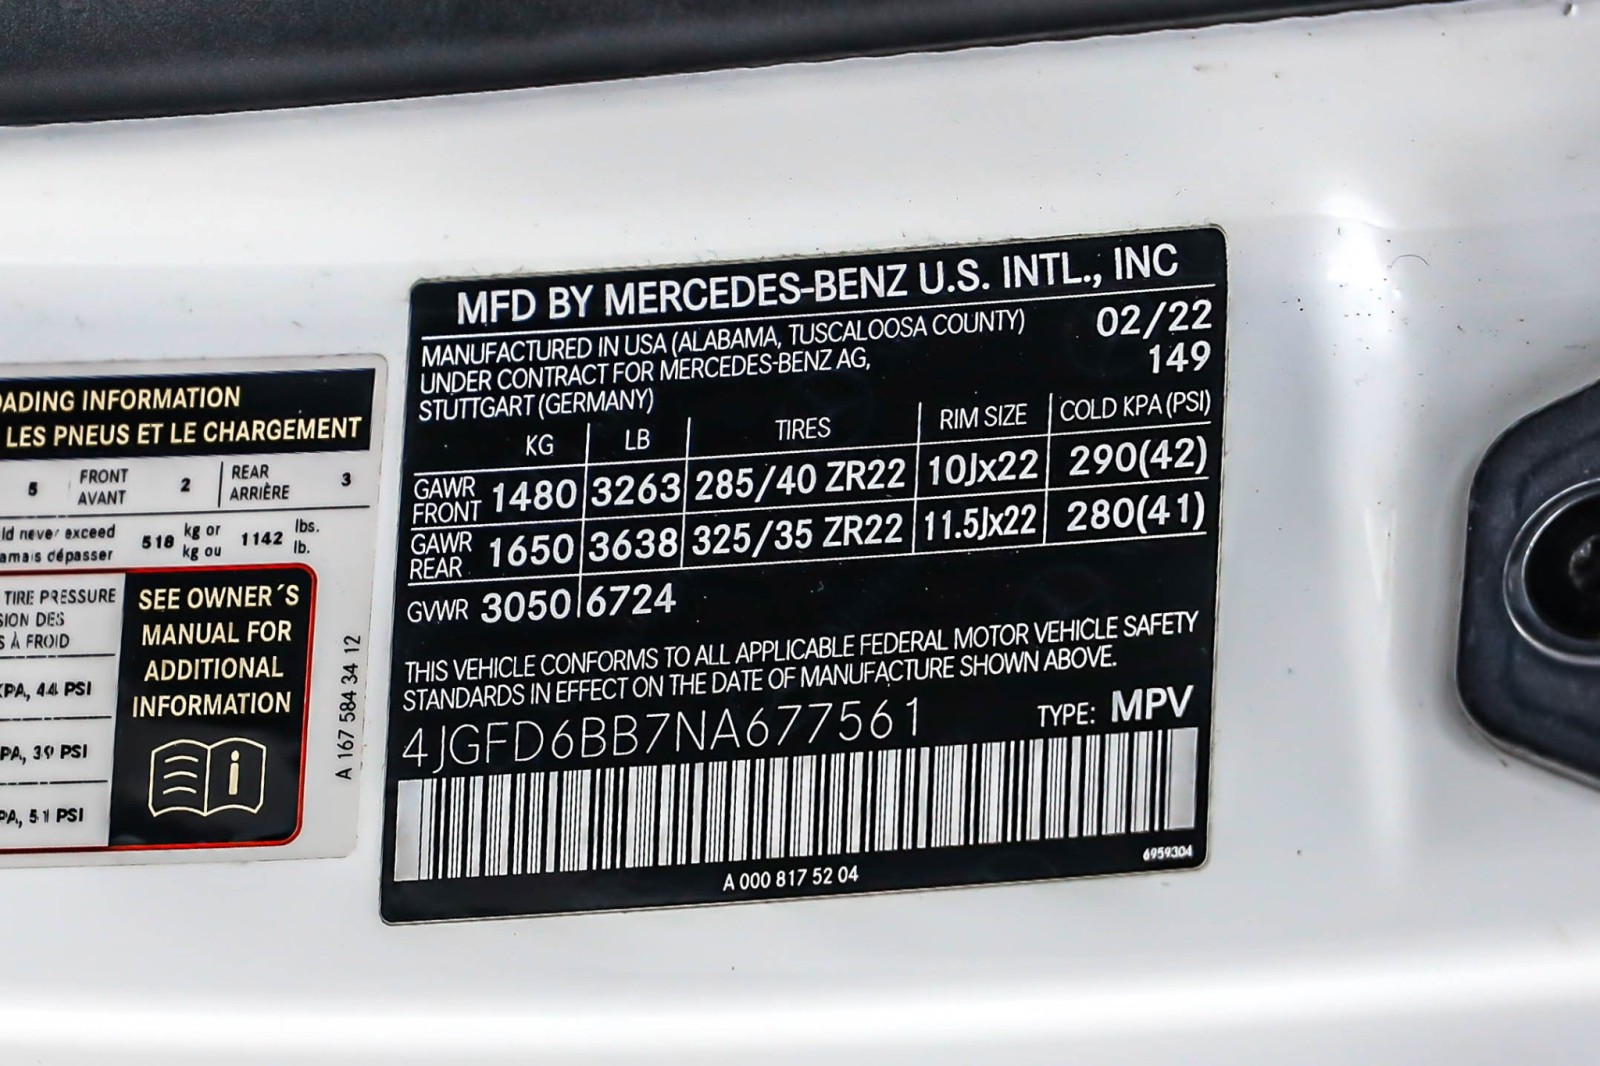 MFD BY MERCEDES-BENZ U.S. INTL., INC
MANUFACTURED IN USA (ALABAMA, TUSCALOOSA COUNTY) 02/22
UNDER CONTRACT FOR MERCEDES-BENZ AG, 149
STUTTGART (GERMANY)
KG LB TIRES RIM SIZE COLD KPA (PSI)
GAWR FRONT 1480 3263 285/40 ZR22 10Jx22 290(42)
GAWR REAR 1650 3638 325/35 ZR22 11.5Jx22 280(41)
GVWR 3050 6724
THIS VEHICLE CONFORMS TO ALL APPLICABLE FEDERAL MOTOR VEHICLE SAFETY
STANDARDS IN EFFECT ON THE DATE OF MANUFACTURE SHOWN ABOVE.
4JGFD6BB7NA677561 TYPE: MPV
6959304
A 000 817 52 04
INFORMATION
LES PNEUS ET LE CHARGEMENT
5 FRONT AVANT 2 REAR ARRIÈRE 3
never exceed 518 kg or 1142 lbs.
dépasser kg ou lb.
TIRE PRESSURE
DES
À FROID
44 PSI
39 PSI
51 PSI
SEE OWNER´S
MANUAL FOR
ADDITIONAL
INFORMATION
i
A 167 584 34 12